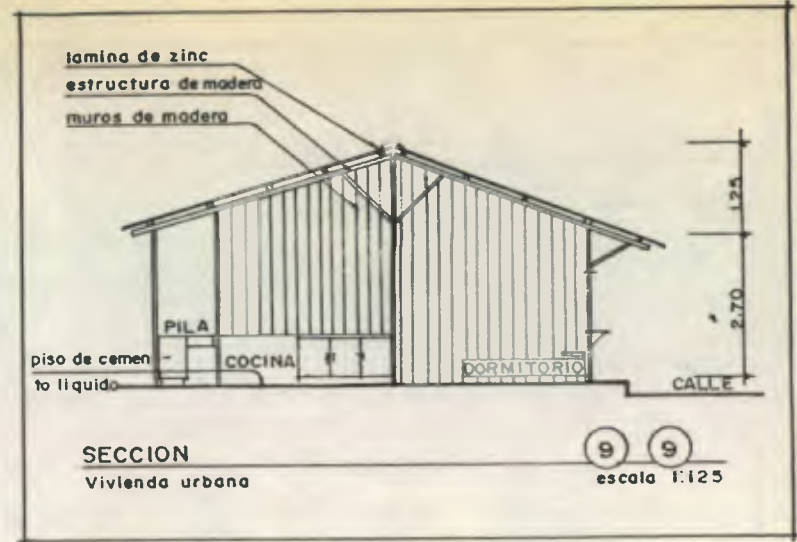 lamina de zinc
estructura de madera
muros de madera
1.25
2.70
PILA
piso de cemen
to liquido
COCINA
DORMITORIO
CALLE
SECCION
9 9
Vivienda urbana
escala 1:125